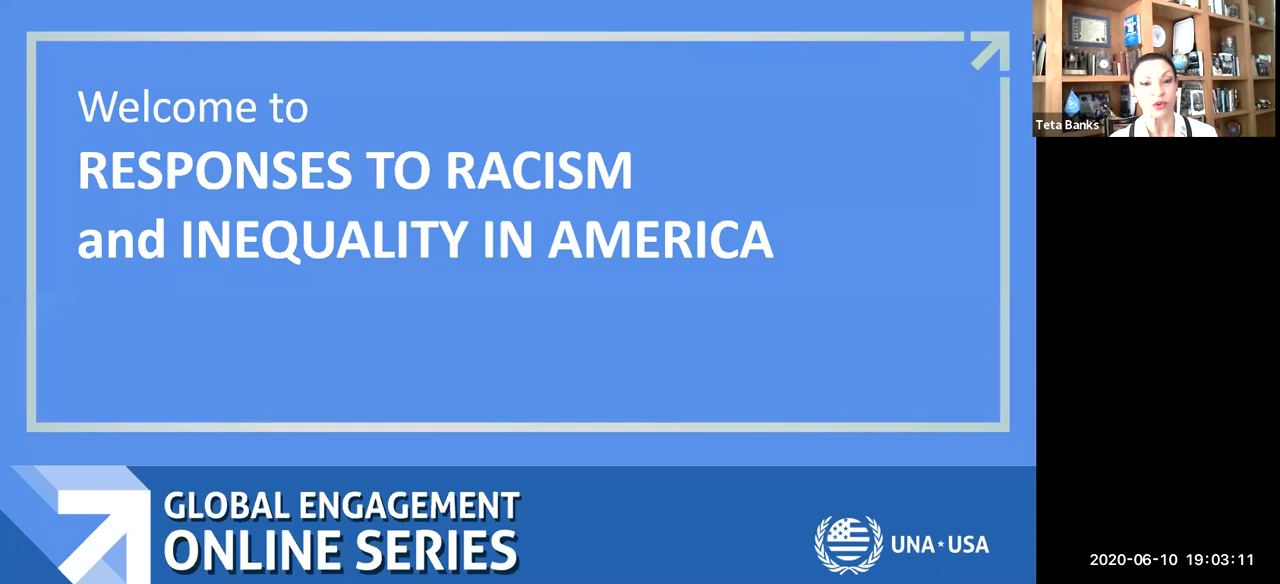 Welcome to
RESPONSES TO RACISM
and INEQUALITY IN AMERICA
GLOBAL ENGAGEMENT
ONLINE SERIES
UNA★USA
Teta Banks
2020-06-10 19:03:11